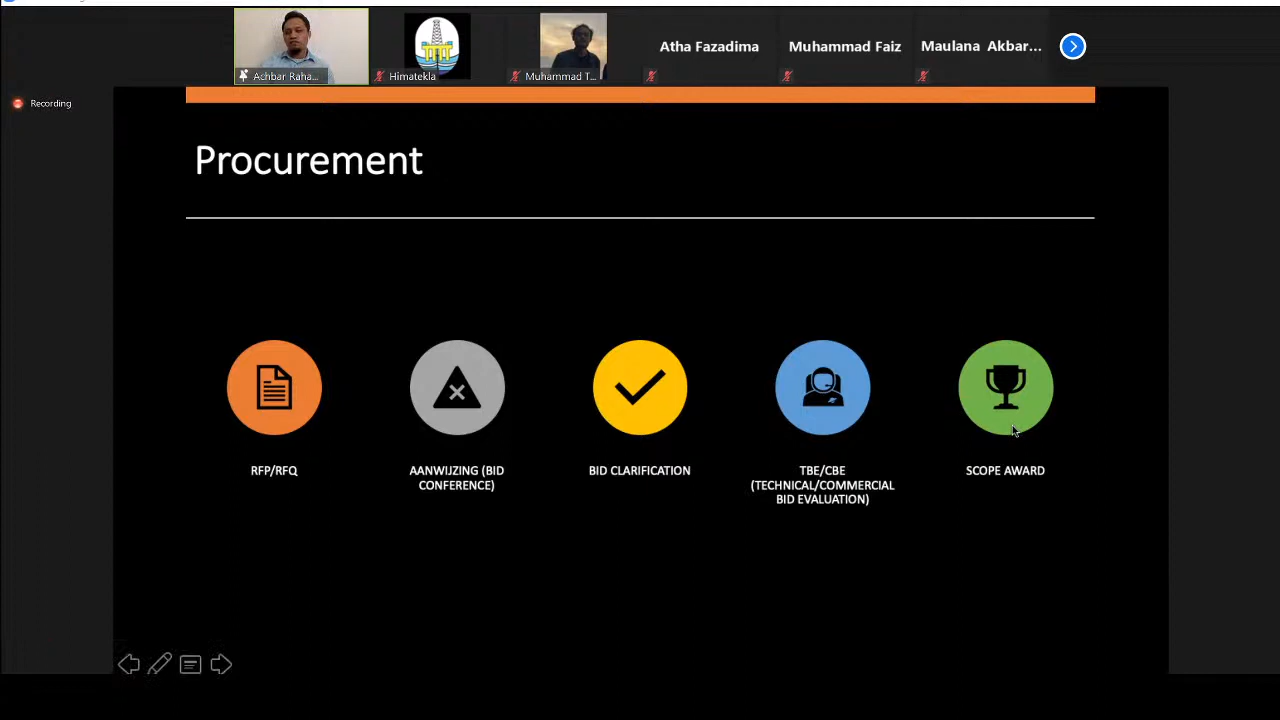 Atha Fazadima
Muhammad Faiz
Maulana Akbar...
Achbar Raha...
Himatekla
Muhammad T...
Recording
Procurement
RFP/RFQ
AANWIJZING (BID
CONFERENCE)
BID CLARIFICATION
TBE/CBE
(TECHNICAL/COMMERCIAL
BID EVALUATION)
SCOPE AWARD